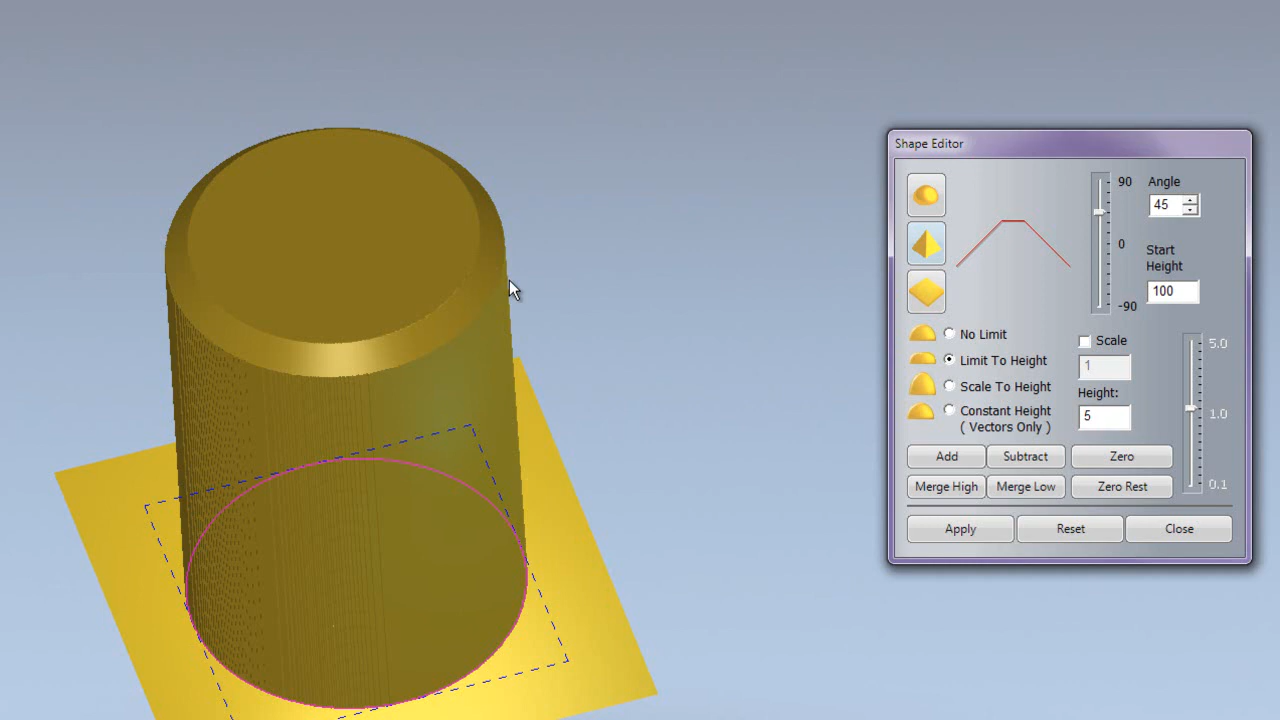 Shape Editor
90
Angle
45
0
Start
Height
100
-90
No Limit
Scale
5.0
Limit To Height
1
Scale To Height
Height:
Constant Height
( Vectors Only )
5
1.0
Add
Subtract
Zero
Merge High
Merge Low
Zero Rest
0.1
Apply
Reset
Close